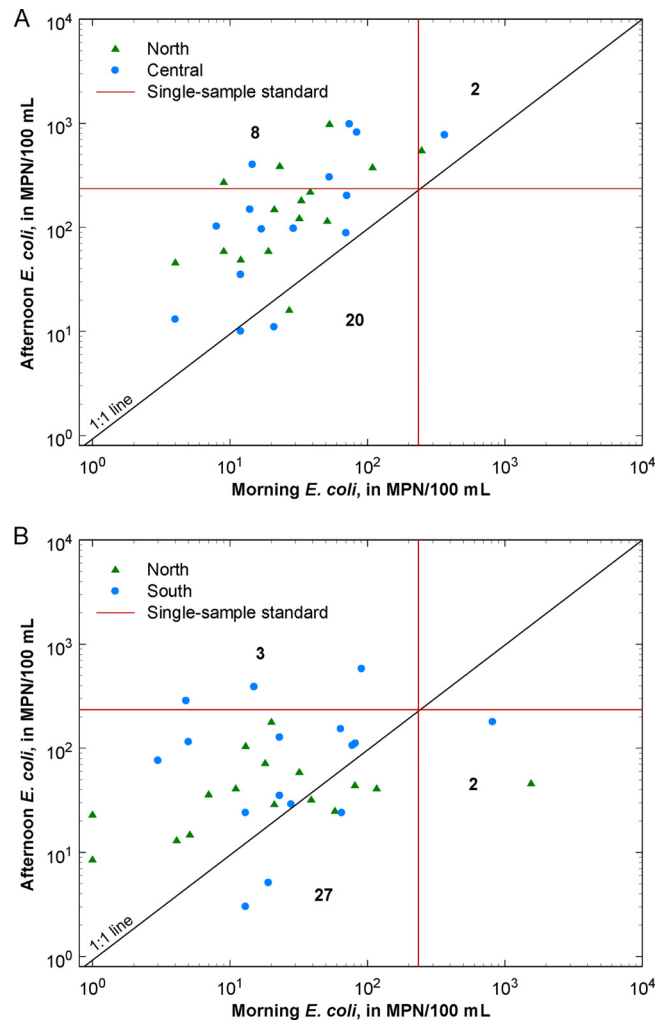 A
10⁴
North
Central
Single-sample standard
2
10³
8
Afternoon E. coli, in MPN/100 mL
10²
20
10¹
1:1 line
10⁰
10⁰ 10¹ 10² 10³ 10⁴
Morning E. coli, in MPN/100 mL
B
10⁴
North
South
Single-sample standard
10³
3
Afternoon E. coli, in MPN/100 mL
10²
2
10¹
27
1:1 line
10⁰
10⁰ 10¹ 10² 10³ 10⁴
Morning E. coli, in MPN/100 mL